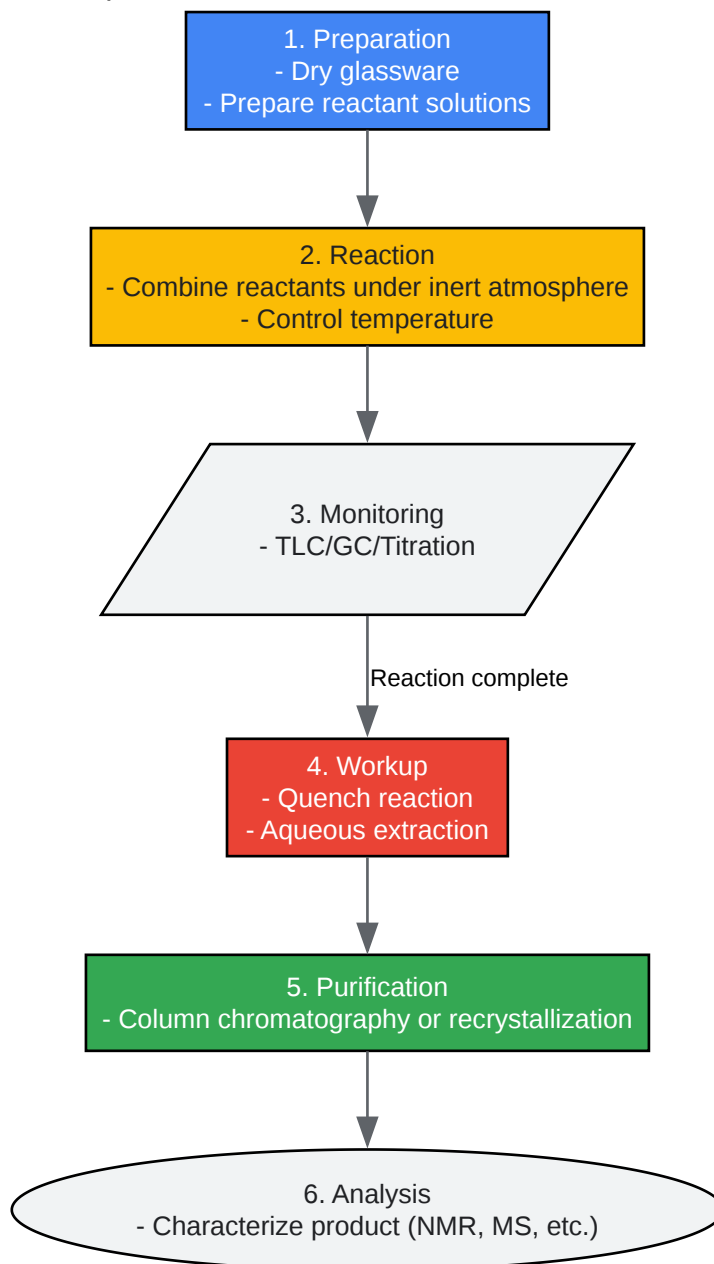 1. Preparation
- Dry glassware
- Prepare reactant solutions
2. Reaction
- Combine reactants under inert atmosphere
- Control temperature
3. Monitoring
- TLC/GC/Titration
Reaction complete
4. Workup
- Quench reaction
- Aqueous extraction
5. Purification
- Column chromatography or recrystallization
6. Analysis
- Characterize product (NMR, MS, etc.)